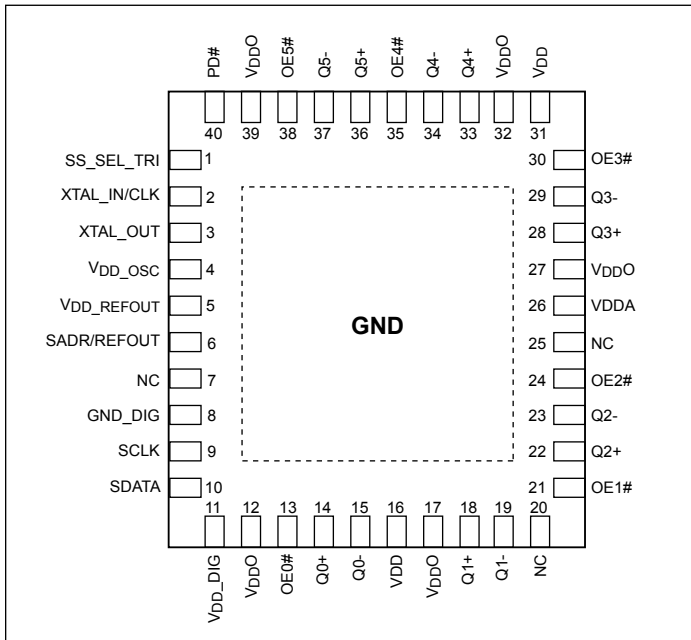 PD#
VDDO
OE5#
Q5-
Q5+
OE4#
Q4-
Q4+
VDDO
VDD
40 39 38 37 36 35 34 33 32 31
SS_SEL_TRI 1
XTAL_IN/CLK 2
XTAL_OUT 3
VDD_OSC 4
VDD_REFOUT 5
SADR/REFOUT 6
NC 7
GND_DIG 8
SCLK 9
SDATA 10
GND
30 OE3#
29 Q3-
28 Q3+
27 VDDO
26 VDDA
25 NC
24 OE2#
23 Q2-
22 Q2+
21 OE1#
11 12 13 14 15 16 17 18 19 20
VDD_DIG
VDDO
OE0#
Q0+
Q0-
VDD
VDDO
Q1+
Q1-
NC